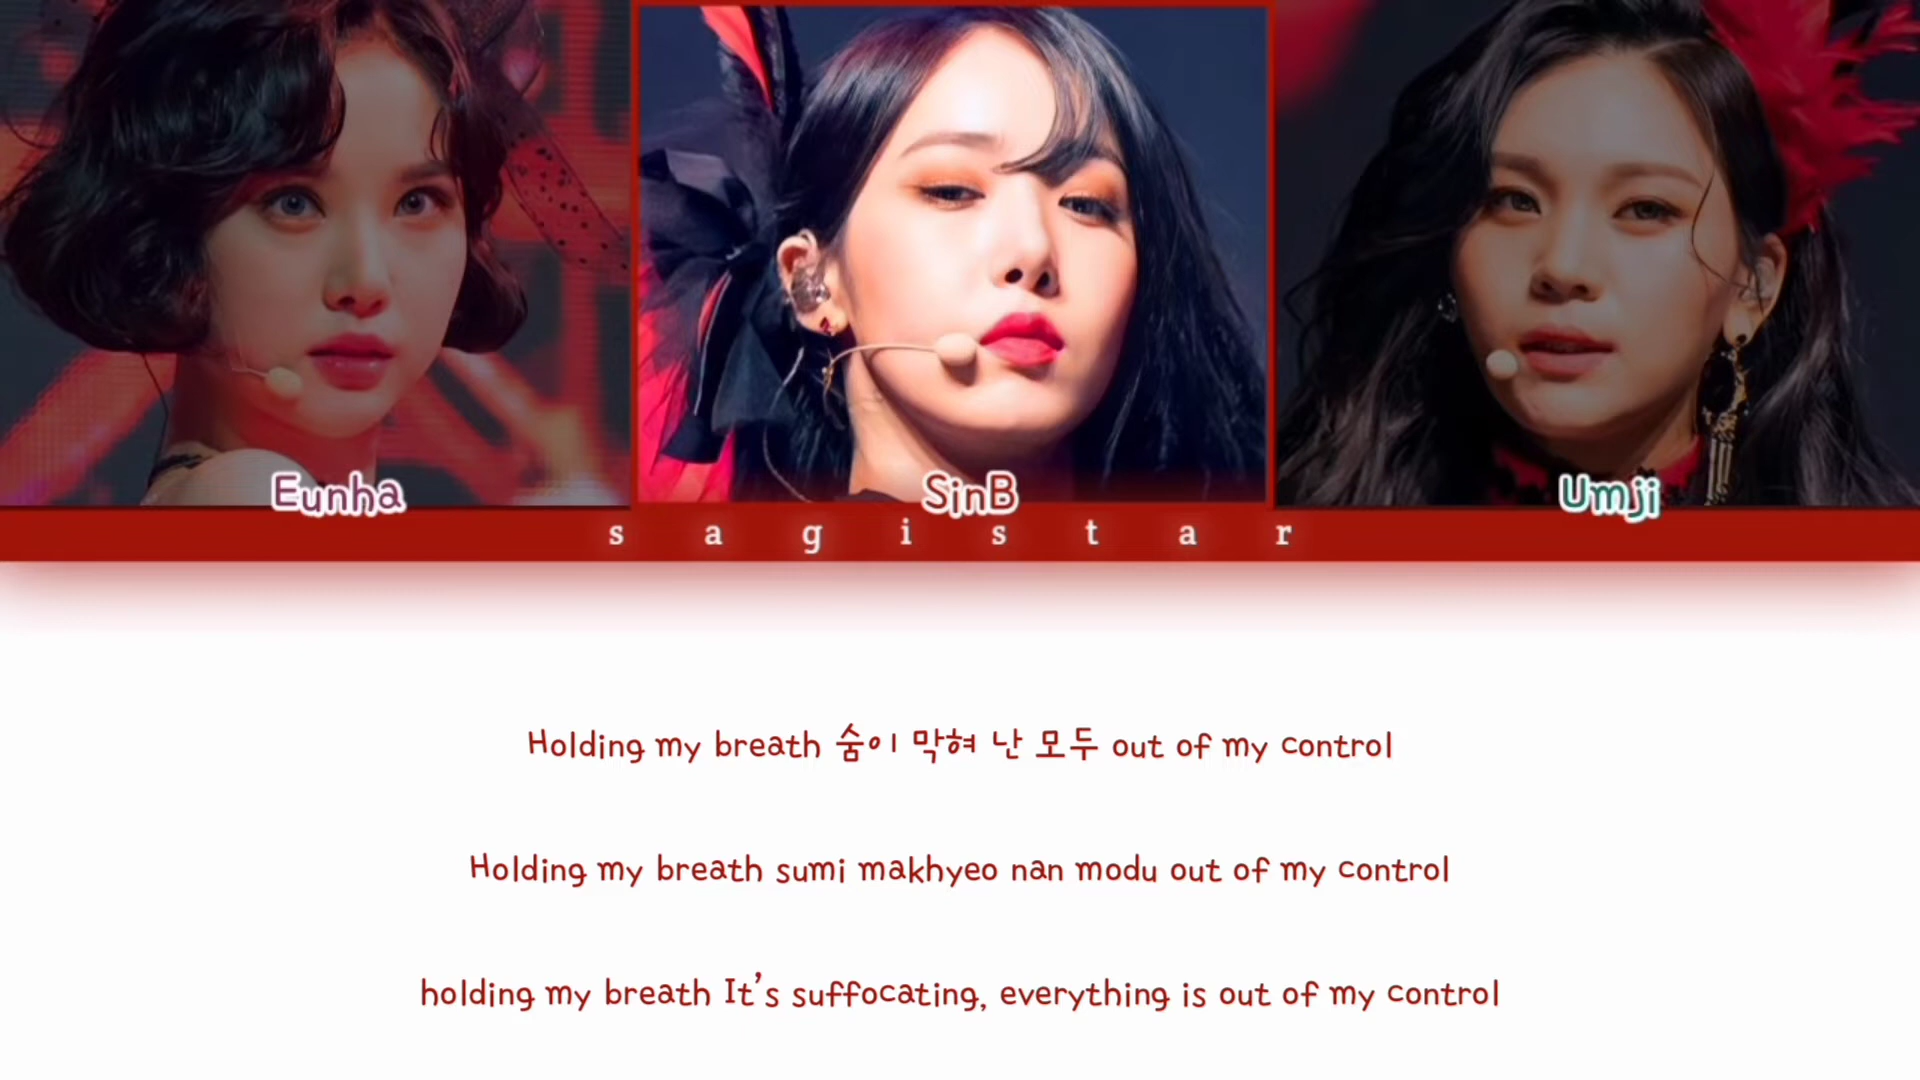 Eunha SinB Umji
sagistar
Holding my breath 숨이 막혀 난 모두 out of my control
Holding my breath sumi makhyeo nan modu out of my control
holding my breath It's suffocating, everything is out of my control